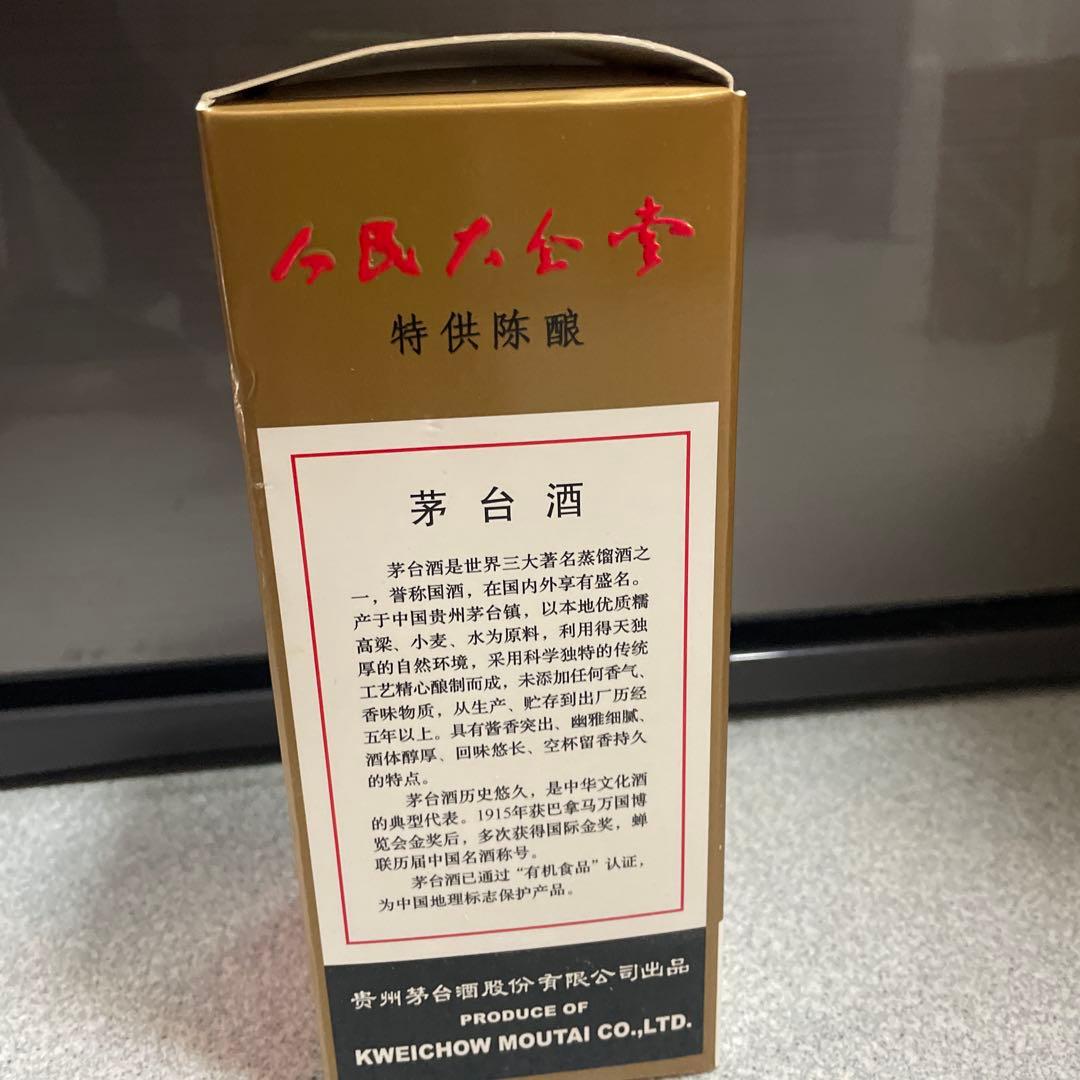 人民大会堂
特供陈酿
茅台酒
茅台酒是世界三大著名蒸馏酒之
一，誉称国酒，在国内外享有盛名。
产于中国贵州茅台镇，以本地优质糯
高粱、小麦、水为原料，利用得天独
厚的自然环境，采用科学独特的传统
工艺精心酿制而成，未添加任何香气、
香味物质，从生产、贮存到出厂历经
五年以上。具有酱香突出、幽雅细腻、
酒体醇厚、回味悠长、空杯留香持久
的特点。
茅台酒历史悠久，是中华文化酒
的典型代表。1915年获巴拿马万国博
览会金奖后，多次获得国际金奖，蝉
联历届中国名酒称号。
茅台酒已通过“有机食品”认证，
为中国地理标志保护产品。
贵州茅台酒股份有限公司出品
PRODUCE OF
KWEICHOW MOUTAI CO.,LTD.